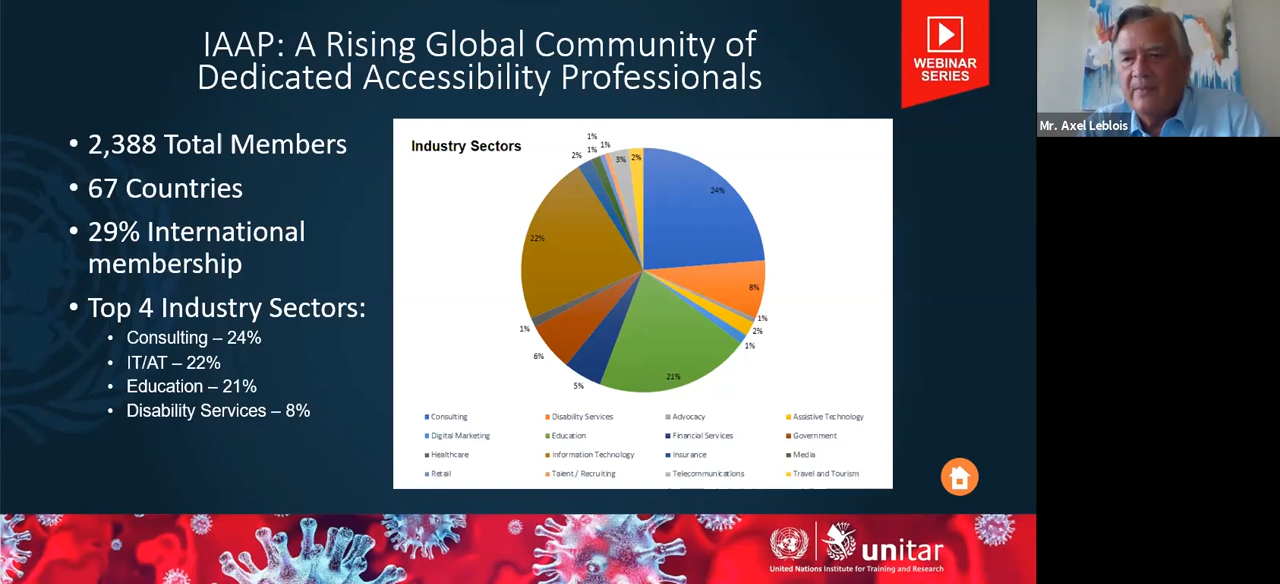 IAAP: A Rising Global Community of
Dedicated Accessibility Professionals
WEBINAR
SERIES
Mr. Axel Leblois
• 2,388 Total Members
• 67 Countries
• 29% International
membership
• Top 4 Industry Sectors:
• Consulting – 24%
• IT/AT – 22%
• Education – 21%
• Disability Services – 8%
Industry Sectors
24%
8%
1%
2%
1%
21%
5%
6%
1%
22%
2%
1%
1%
1%
3%
2%
Consulting Disability Services Advocacy Assistive Technology
Digital Marketing Education Financial Services Government
Healthcare Information Technology Insurance Media
Retail Talent / Recruiting Telecommunications Travel and Tourism
unitar
United Nations Institute for Training and Research